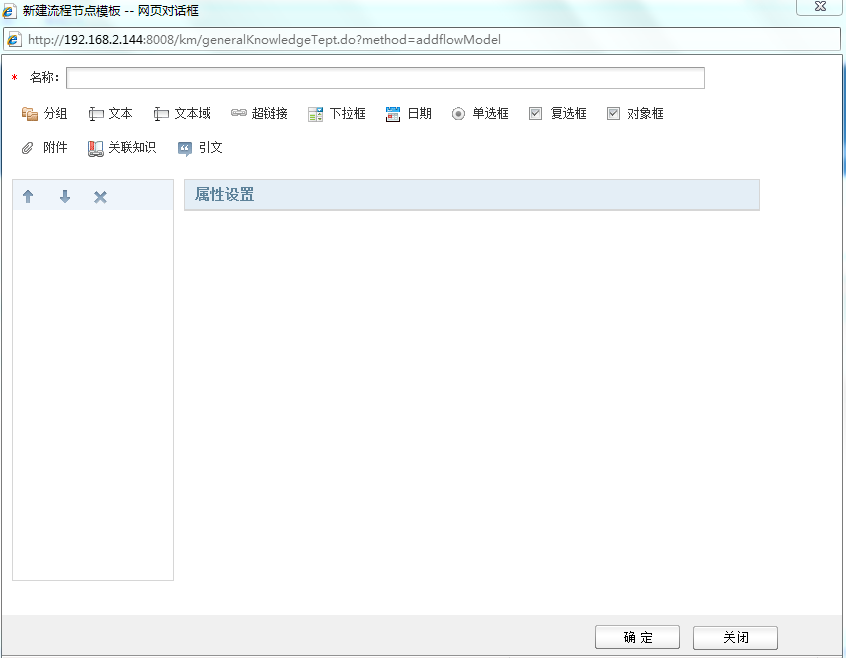 新建流程节点模板 -- 网页对话框
http://192.168.2.144:8008/km/generalKnowledgeTept.do?method=addflowModel
* 名称：
分组 文本 文本域 超链接 下拉框 日期 单选框 复选框 对象框
附件 关联知识 引文
属性设置
确 定 关闭